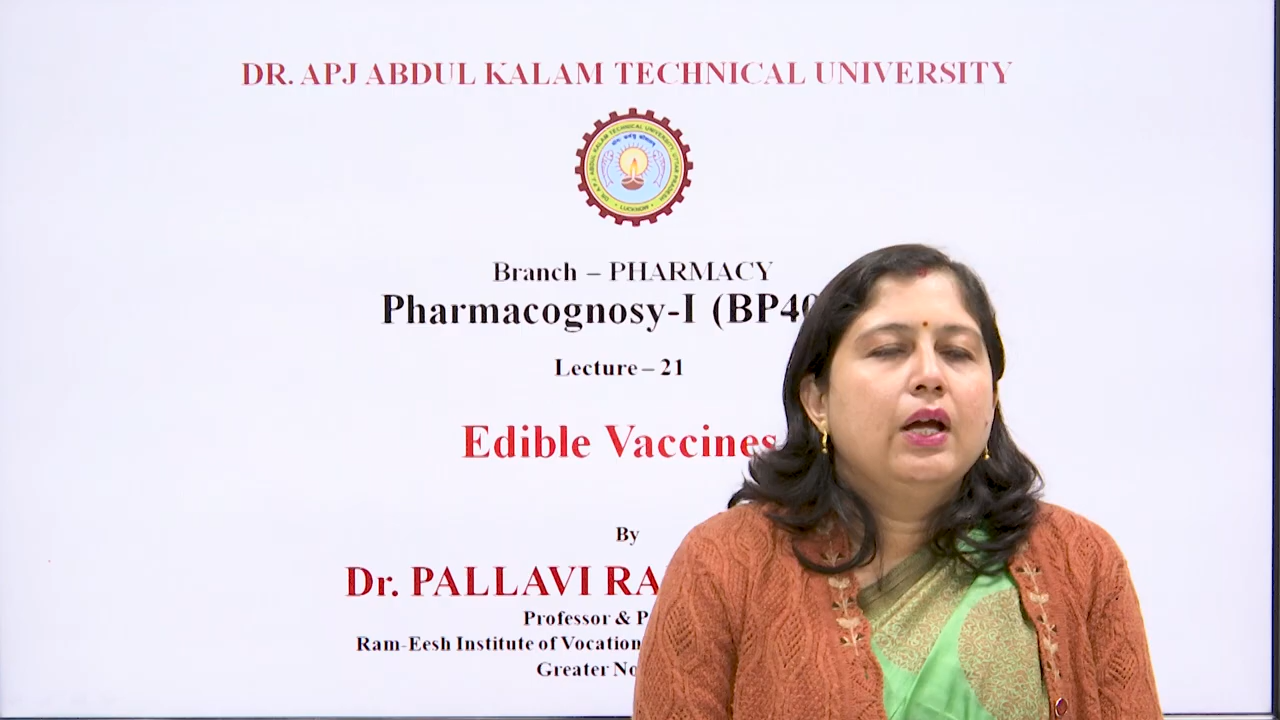 DR. APJ ABDUL KALAM TECHNICAL UNIVERSITY
Branch – PHARMACY
Pharmacognosy-I (BP40
Lecture – 21
Edible Vaccines
By
Dr. PALLAVI RA
Professor & P
Ram-Eesh Institute of Vocation
Greater No